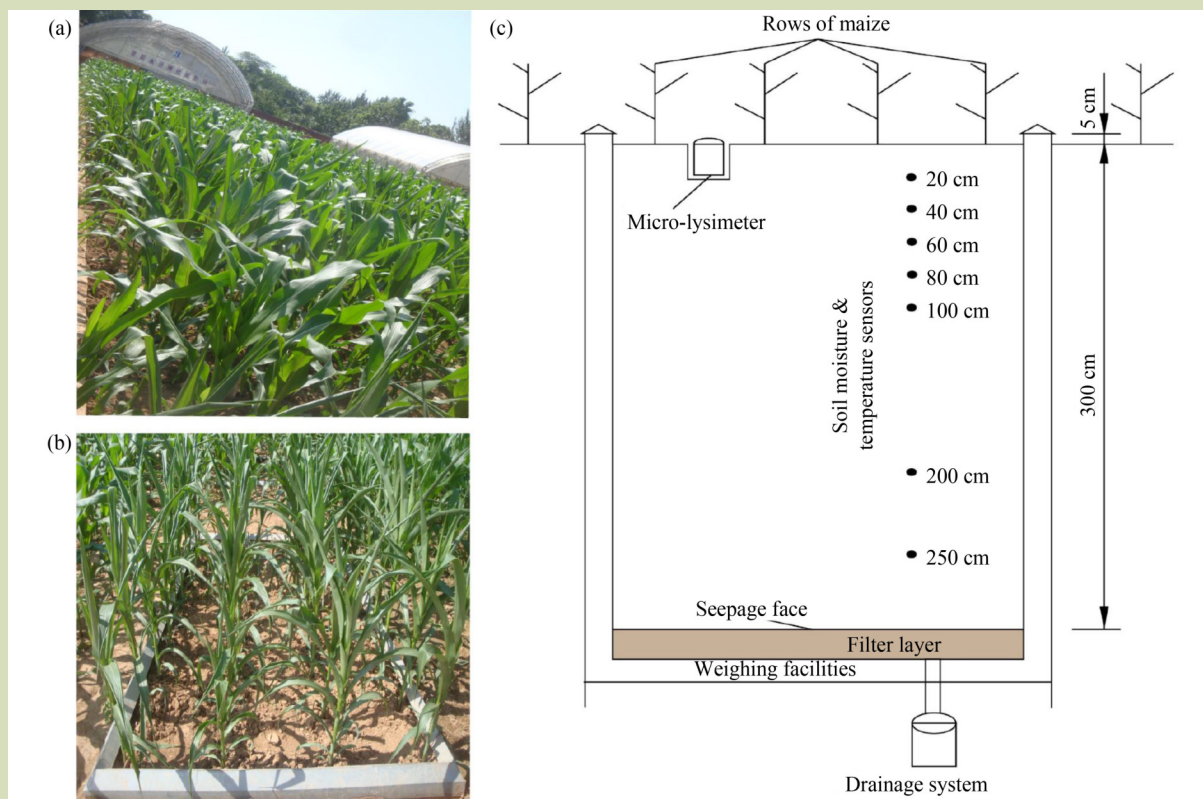 (a)
(b)
(c)
Rows of maize
5 cm
Micro-lysimeter
20 cm
40 cm
60 cm
80 cm
100 cm
Soil moisture &
temperature sensors
300 cm
200 cm
250 cm
Seepage face
Filter layer
Weighing facilities
Drainage system